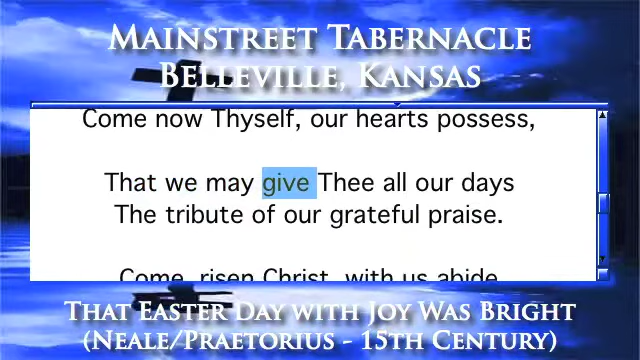 Mainstreet Tabernacle
Belleville, Kansas
Come now Thyself, our hearts possess,
That we may give Thee all our days
The tribute of our grateful praise.
Come, risen Christ, with us abide
That Easter Day with Joy Was Bright
(Neale/Praetorius - 15th Century)